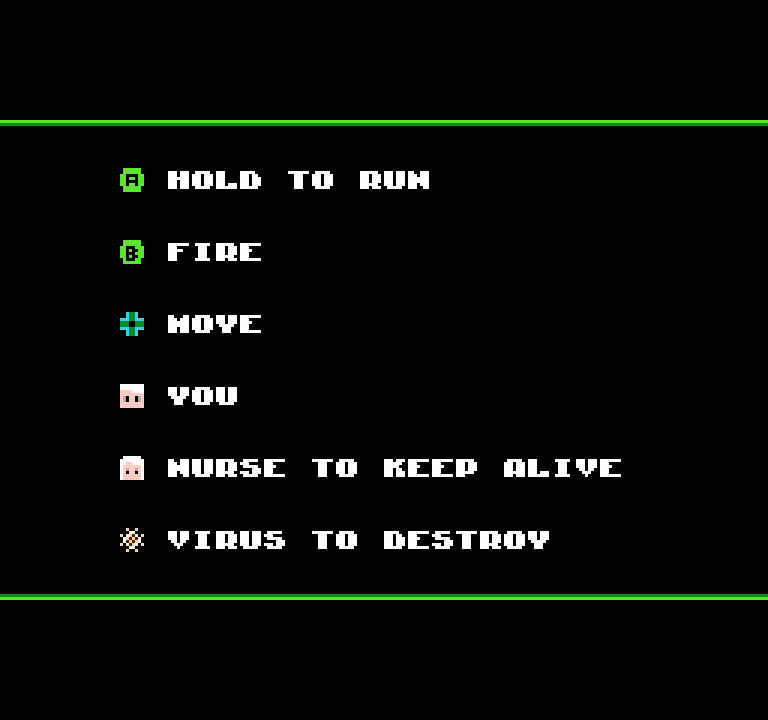 A HOLD TO RUN
B FIRE
MOVE
YOU
NURSE TO KEEP ALIVE
VIRUS TO DESTROY